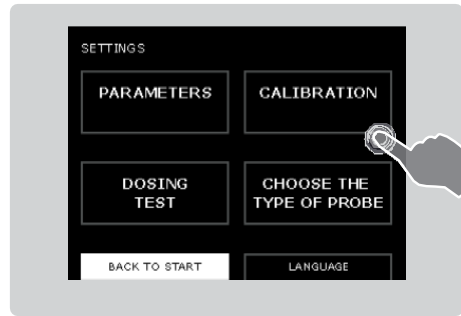 SETTINGS
PARAMETERS
CALIBRATION
DOSING
TEST
CHOOSE THE
TYPE OF PROBE
BACK TO START
LANGUAGE